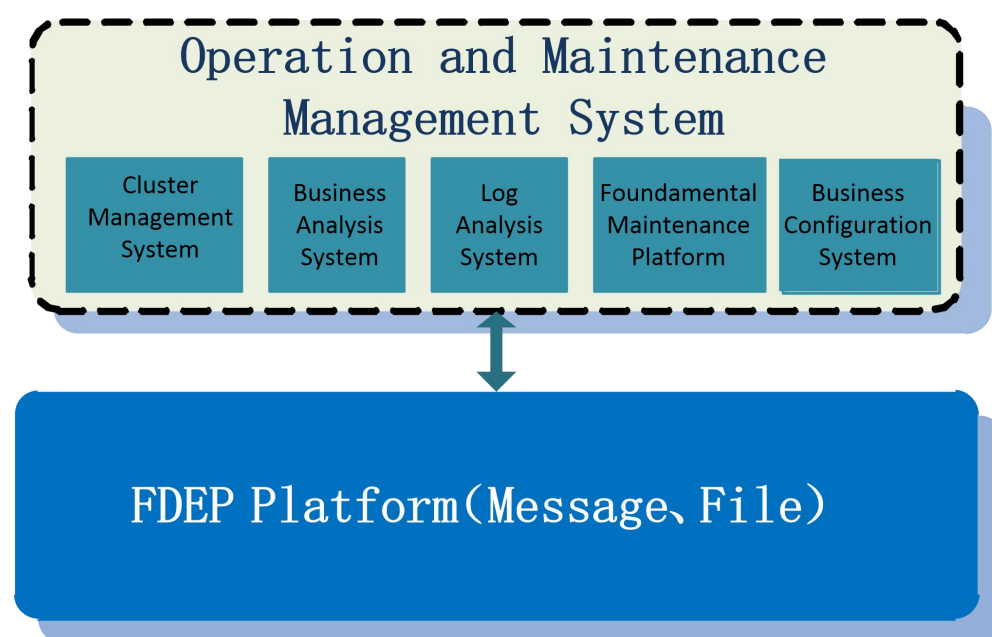 Operation and Maintenance
Management System
Cluster
Management
System
Business
Analysis
System
Log
Analysis
System
Foundamental
Maintenance
Platform
Business
Configuration
System
FDEP Platform(Message、File)